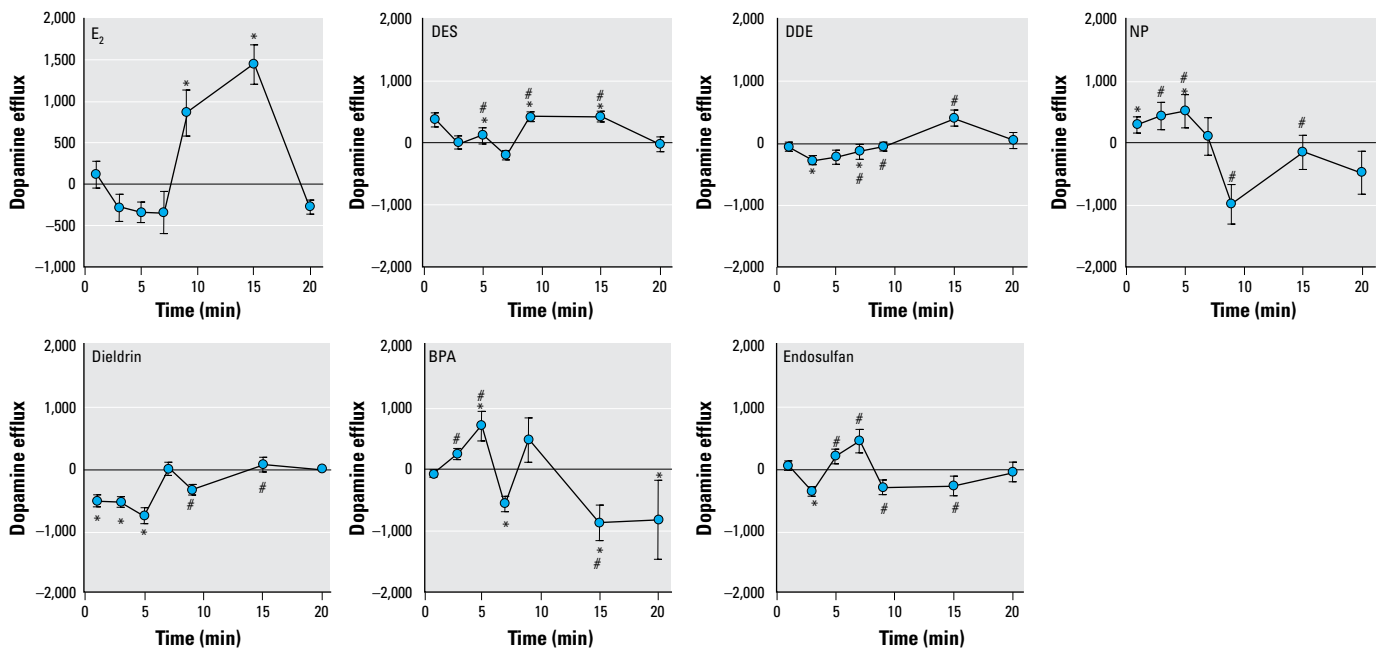 E2
Dopamine efflux
2,000
1,500
1,000
500
0
–500
–1,000
* *
0 5 10 15 20
Time (min)
DES
Dopamine efflux
2,000
1,000
0
–1,000
–2,000
# # #
* * *
0 5 10 15 20
Time (min)
DDE
Dopamine efflux
2,000
1,000
0
–1,000
–2,000
#
* * #
#
0 5 10 15 20
Time (min)
NP
Dopamine efflux
2,000
1,000
0
–1,000
–2,000
* # # #
*
#
0 5 10 15 20
Time (min)
Dieldrin
Dopamine efflux
2,000
1,000
0
–1,000
–2,000
* * * # #
0 5 10 15 20
Time (min)
BPA
Dopamine efflux
2,000
1,000
0
–1,000
–2,000
# #
*
* * *
#
0 5 10 15 20
Time (min)
Endosulfan
Dopamine efflux
2,000
1,000
0
–1,000
–2,000
# #
* # #
0 5 10 15 20
Time (min)